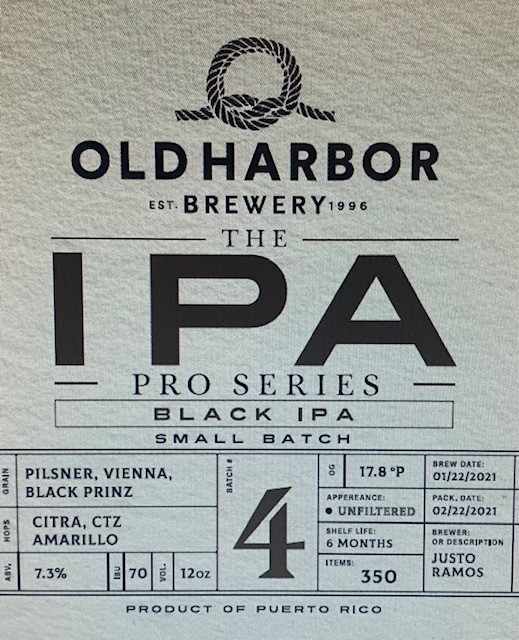 OLD HARBOR
EST. BREWERY 1996
THE
IPA
PRO SERIES
BLACK IPA
SMALL BATCH
GRAIN
PILSNER, VIENNA,
BLACK PRINZ
HOPS
CITRA, CTZ
AMARILLO
ABV.
7.3%
IBU
70
VOL.
12oz
BATCH #
4
OG
17.8 °P
APPEREANCE:
● UNFILTERED
SHELF LIFE:
6 MONTHS
ITEMS:
350
BREW DATE:
01/22/2021
PACK. DATE:
02/22/2021
BREWER:
OR DESCRIPTION
JUSTO
RAMOS
PRODUCT OF PUERTO RICO